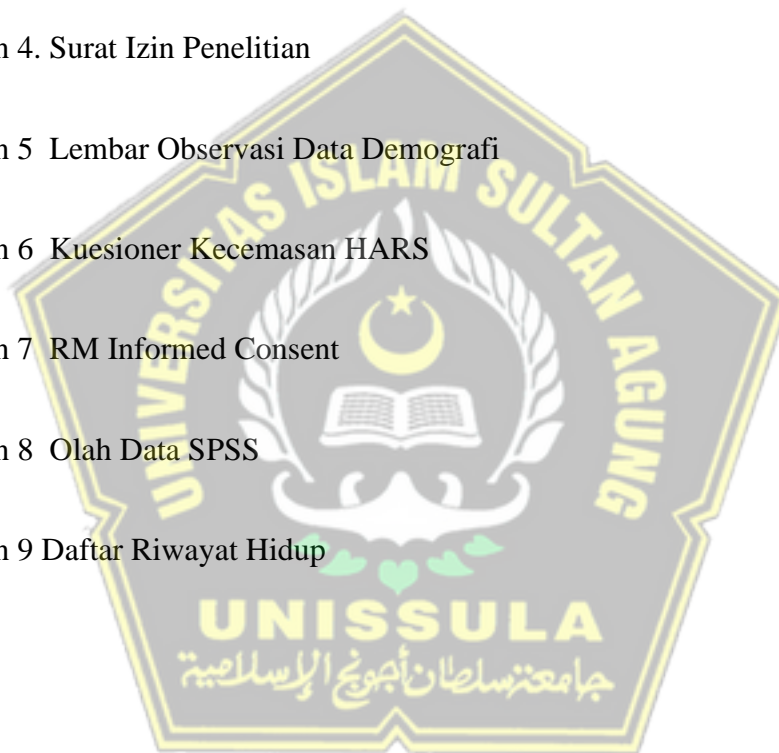 n 4. Surat Izin Penelitian
n 5 Lembar Observasi Data Demografi
n 6 Kuesioner Kecemasan HARS
n 7 RM Informed Consent
n 8 Olah Data SPSS
n 9 Daftar Riwayat Hidup
UNIVERSITAS ISLAM SULTAN AGUNG
UNISSULA
جامعة سلطان أجونج الإسلامية